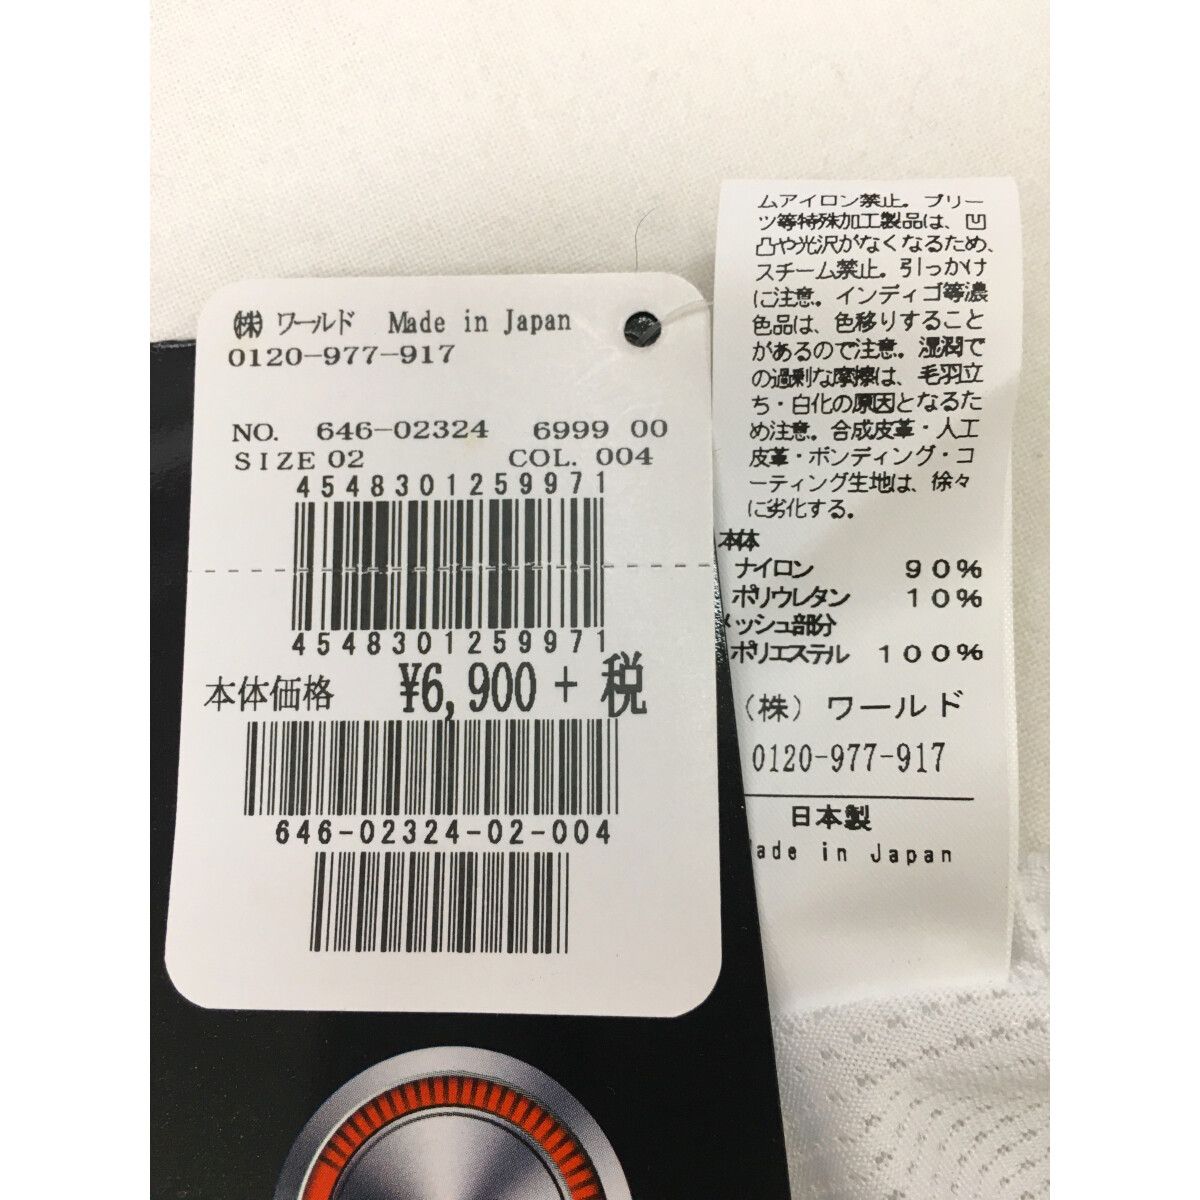 ㈱ ワールド Made in Japan
0120-977-917
NO. 646-02324 6999 00
SIZE 02 COL. 004
4548301259971
4548301259971
本体価格 ¥6,900 + 税
646-02324-02-004
ムアイロン禁止。プリー
ツ等特殊加工製品は、凹
凸や光沢がなくなるため、
スチーム禁止。引っかけ
に注意。インディゴ等濃
色品は、色移りすること
があるので注意。湿潤で
の過剰な摩擦は、毛羽立
ち・白化の原因となるた
め注意。合成皮革・人工
皮革・ボンディング・コ
ーティング生地は、徐々
に劣化する。
本体
ナイロン 90%
ポリウレタン 10%
メッシュ部分
ポリエステル 100%
(株) ワールド
0120-977-917
日本製
Made in Japan